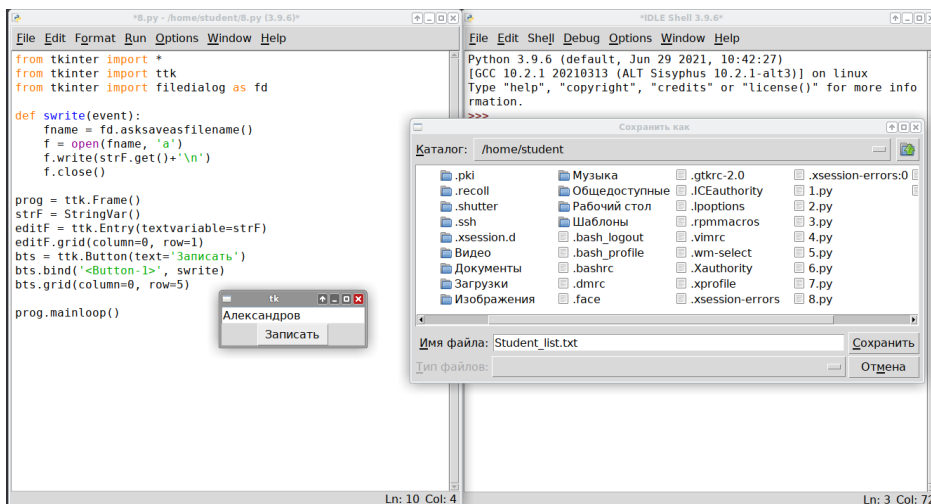 *8.py - /home/student/8.py (3.9.6)*
File Edit Format Run Options Window Help
from tkinter import *
from tkinter import ttk
from tkinter import filedialog as fd
def swrite(event):
fname = fd.asksaveasfilename()
f = open(fname, 'a')
f.write(strF.get()+'\n')
f.close()
prog = ttk.Frame()
strF = StringVar()
editF = ttk.Entry(textvariable=strF)
editF.grid(column=0, row=1)
bts = ttk.Button(text='Записать')
bts.bind('<Button-1>', swrite)
bts.grid(column=0, row=5)
prog.mainloop()
Ln: 10 Col: 4
tk
Александров
Записать
*IDLE Shell 3.9.6*
File Edit Shell Debug Options Window Help
Python 3.9.6 (default, Jun 29 2021, 10:42:27)
[GCC 10.2.1 20210313 (ALT Sisyphus 10.2.1-alt3)] on linux
Type "help", "copyright", "credits" or "license()" for more info
rmation.
>>>
Сохранить как
Каталог: /home/student
.pki Музыка .gtkrc-2.0 .xsession-errors:0
.recoll Общедоступные .ICEauthority 1.py
.shutter Рабочий стол .lpoptions 2.py
.ssh Шаблоны .rpmmacros 3.py
.xsession.d .bash_logout .vimrc 4.py
Видео .bash_profile .wm-select 5.py
Документы .bashrc .Xauthority 6.py
Загрузки .dmrc .xprofile 7.py
Изображения .face .xsession-errors 8.py
Имя файла: Student_list.txt Сохранить
Тип файлов: Отмена
Ln: 3 Col: 72